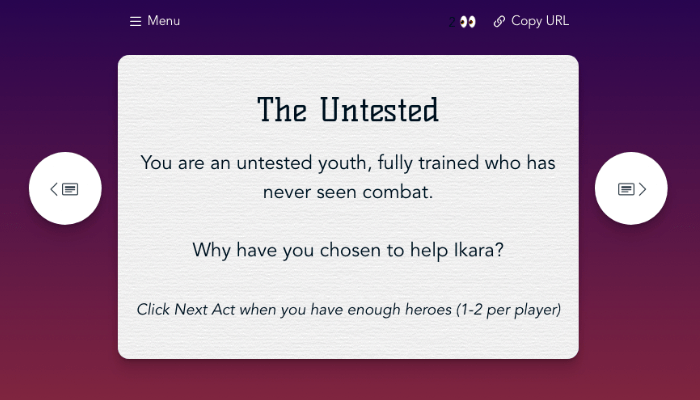 Menu
2 Copy URL
The Untested
You are an untested youth, fully trained who has
never seen combat.
Why have you chosen to help Ikara?
Click Next Act when you have enough heroes (1-2 per player)